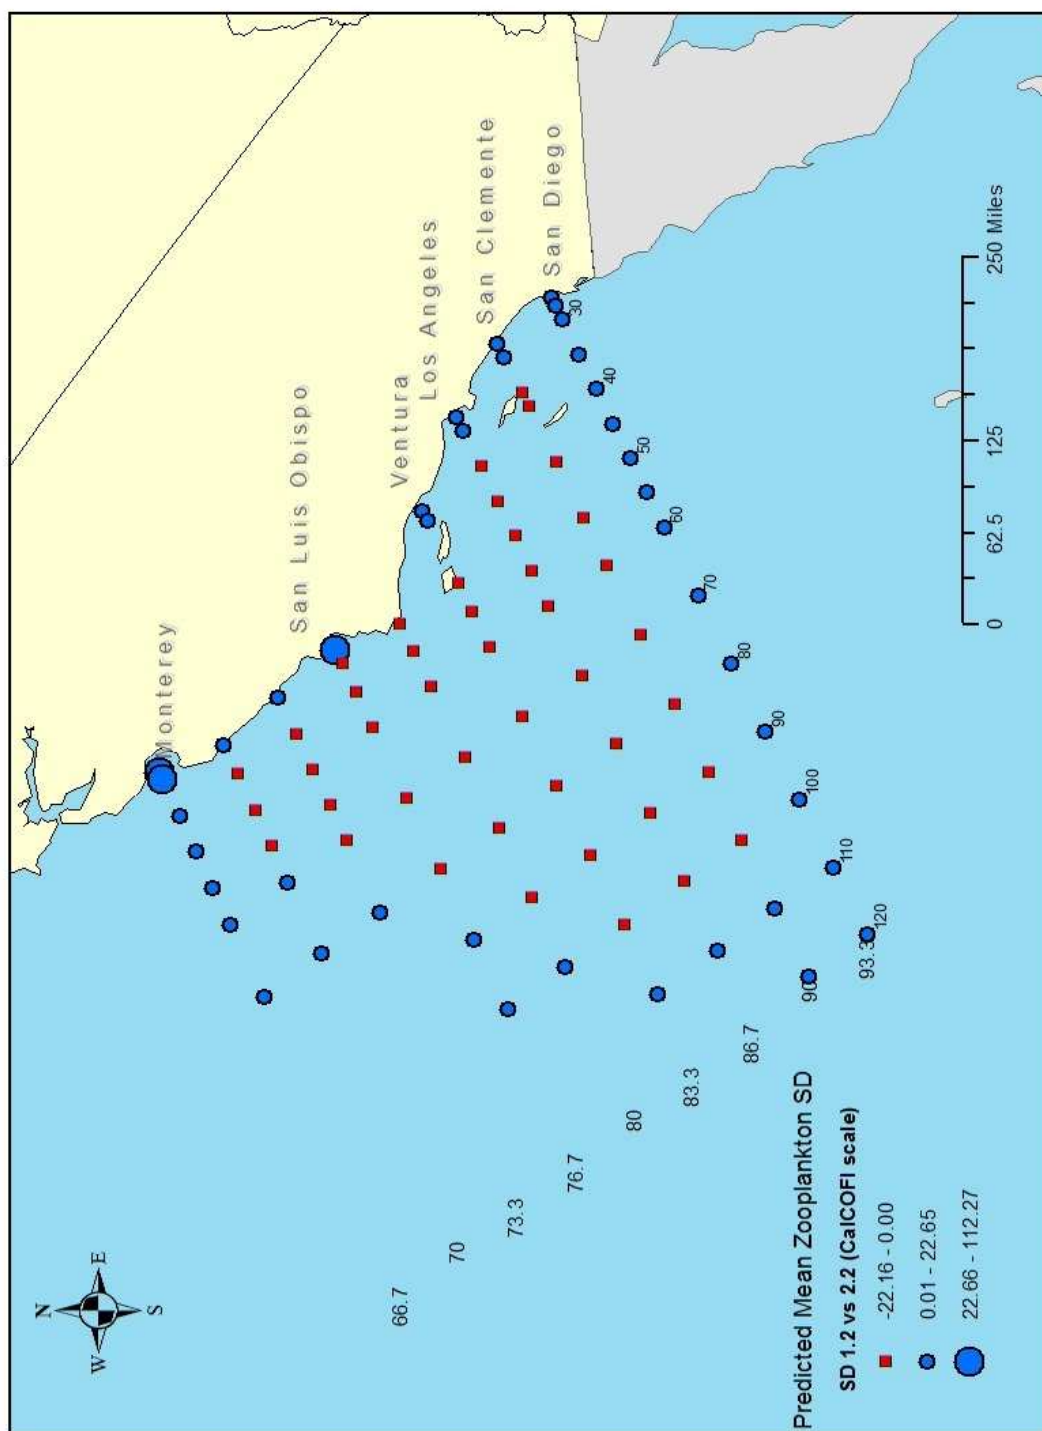 Monterey
San Luis Obispo
Ventura
Los Angeles
San Clemente
San Diego
30
40
50
60
70
80
90
100
110
120
93.3
90
86.7
83.3
80
76.7
73.3
70
66.7
N
W E
S
0 62.5 125 250 Miles
Predicted Mean Zooplankton SD
SD 1.2 vs 2.2 (CalCOFI scale)
-22.16 - 0.00
0.01 - 22.65
22.66 - 112.27